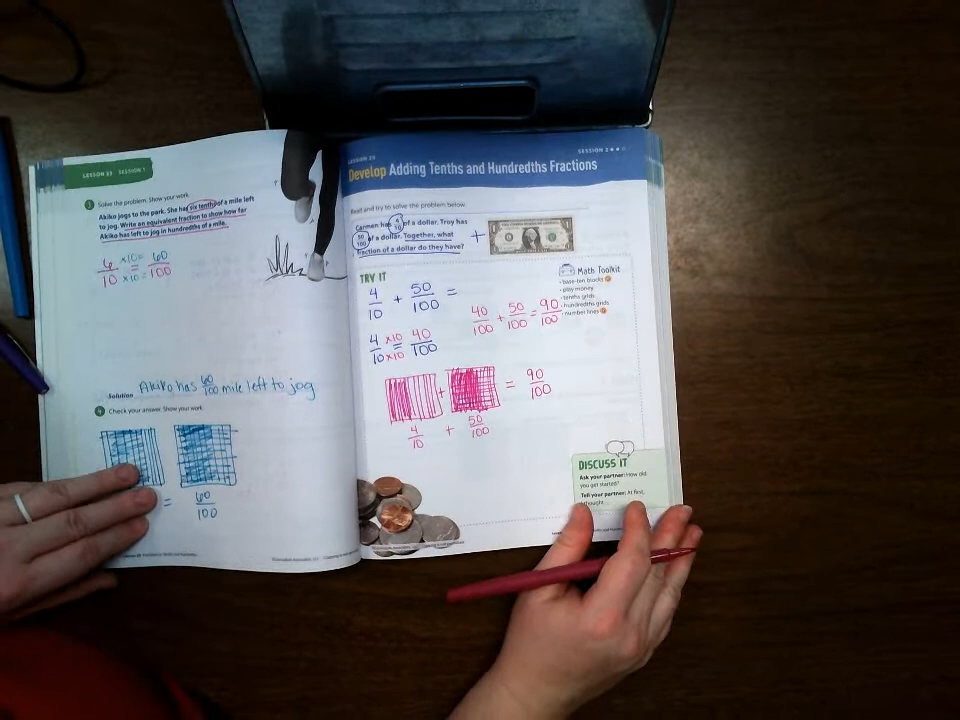 LESSON 23 SESSION 1
3 Solve the problem. Show your work.
Akiko jogs to the park. She has six tenths of a mile left
to jog. Write an equivalent fraction to show how far
Akiko has left to jog in hundredths of a mile.
6/10 ×10= ×10= = 60/100
Solution Akiko has 60/100 mile left to jog
4 Check your answer. Show your work.
= 60/100
LESSON 23
SESSION 2
Develop Adding Tenths and Hundredths Fractions
Read and try to solve the problem below.
Carmen has 4/10 of a dollar. Troy has
50/100 of a dollar. Together, what
fraction of a dollar do they have?
+
TRY IT
Math Toolkit
• base-ten blocks
• play money
• tenths grids
• hundredths grids
• number lines
4/10 + 50/100 =
40/100 + 50/100 = 90/100
4/10 ×10 ×10 = 40/100
+ = 90/100
4/10 + 50/100
DISCUSS IT
Ask your partner: How did
you get started?
Tell your partner: At first,
I thought